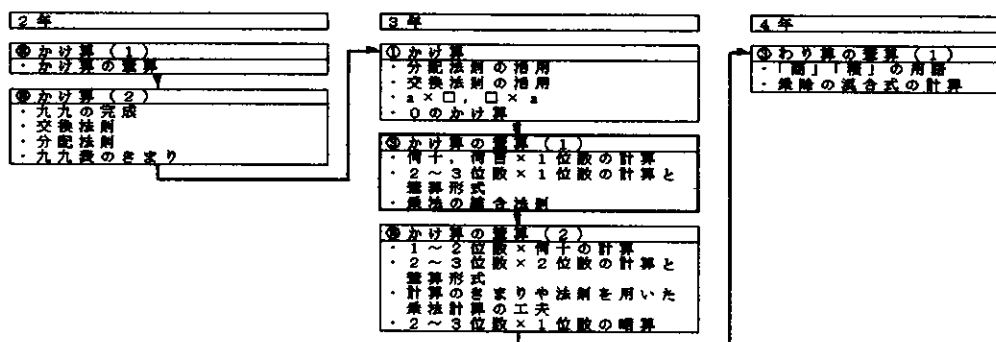 2年
かけ算(1)
・かけ算の意味
かけ算(2)
・九九の完成
・交換法則
・分配法則
・九九表のきまり
3年
①かけ算
・分配法則の活用
・交換法則の活用
・a×□,□×a
・0のかけ算
かけ算の筆算(1)
・何十,何百×1位数の計算
・2~3位数×1位数の計算と
筆算形式
・乗法の結合法則
かけ算の筆算(2)
・1~2位数×何十の計算
・2~3位数×2位数の計算と
筆算形式
・計算のきまりや法則を用いた
乗法計算の工夫
・2~3位数×1位数の暗算
4年
③わり算の筆算(1)
・「商」「積」の用語
・乗除の混合式の計算